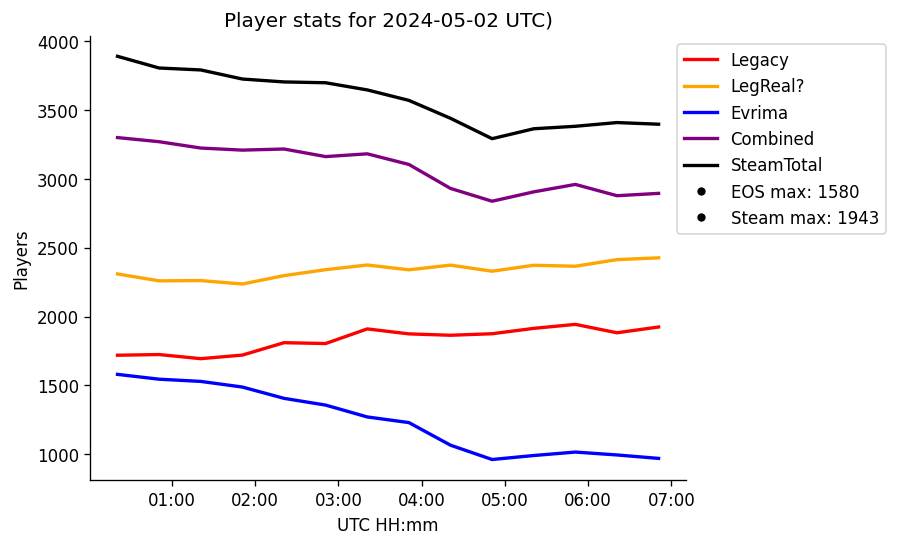 Player stats for 2024-05-02 UTC)
4000
3500
3000
2500
2000
1500
1000
Players
01:00
02:00
03:00
04:00
05:00
06:00
07:00
UTC HH:mm
Legacy
LegReal?
Evrima
Combined
SteamTotal
EOS max: 1580
Steam max: 1943